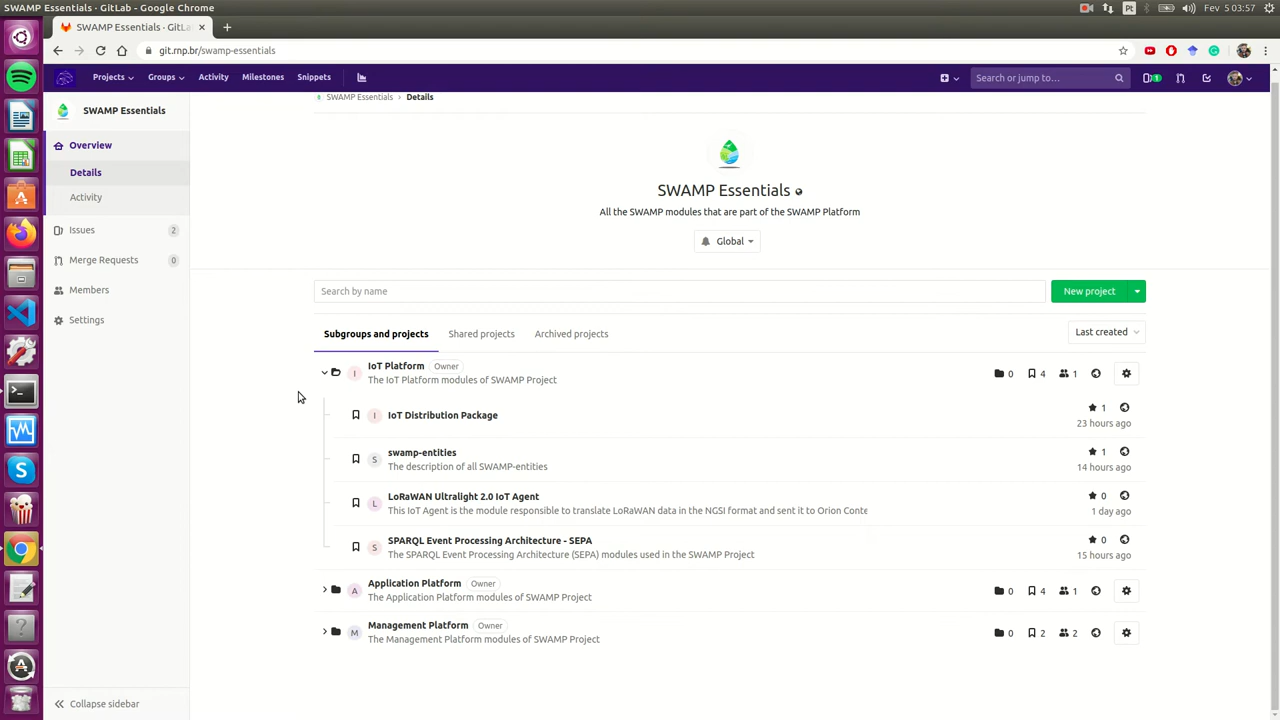 SWAMP Essentials · GitLab - Google Chrome
Pt
Fev 5 03:57
SWAMP Essentials · GitLa
git.rnp.br/swamp-essentials
Projects
Groups
Activity
Milestones
Snippets
Search or jump to...
1
SWAMP Essentials
Overview
Details
Activity
Issues 2
Merge Requests 0
Members
Settings
Collapse sidebar
SWAMP Essentials › Details
SWAMP Essentials
All the SWAMP modules that are part of the SWAMP Platform
Global
Search by name
New project
Subgroups and projects
Shared projects
Archived projects
Last created
I IoT Platform Owner
The IoT Platform modules of SWAMP Project
0 4 1
I IoT Distribution Package
1
23 hours ago
S swamp-entities
The description of all SWAMP-entities
1
14 hours ago
L LoRaWAN Ultralight 2.0 IoT Agent
This IoT Agent is the module responsible to translate LoRaWAN data in the NGSI format and sent it to Orion Conte
0
1 day ago
S SPARQL Event Processing Architecture - SEPA
The SPARQL Event Processing Architecture (SEPA) modules used in the SWAMP Project
0
15 hours ago
A Application Platform Owner
The Application Platform modules of SWAMP Project
0 4 1
M Management Platform Owner
The Management Platform modules of SWAMP Project
0 2 2